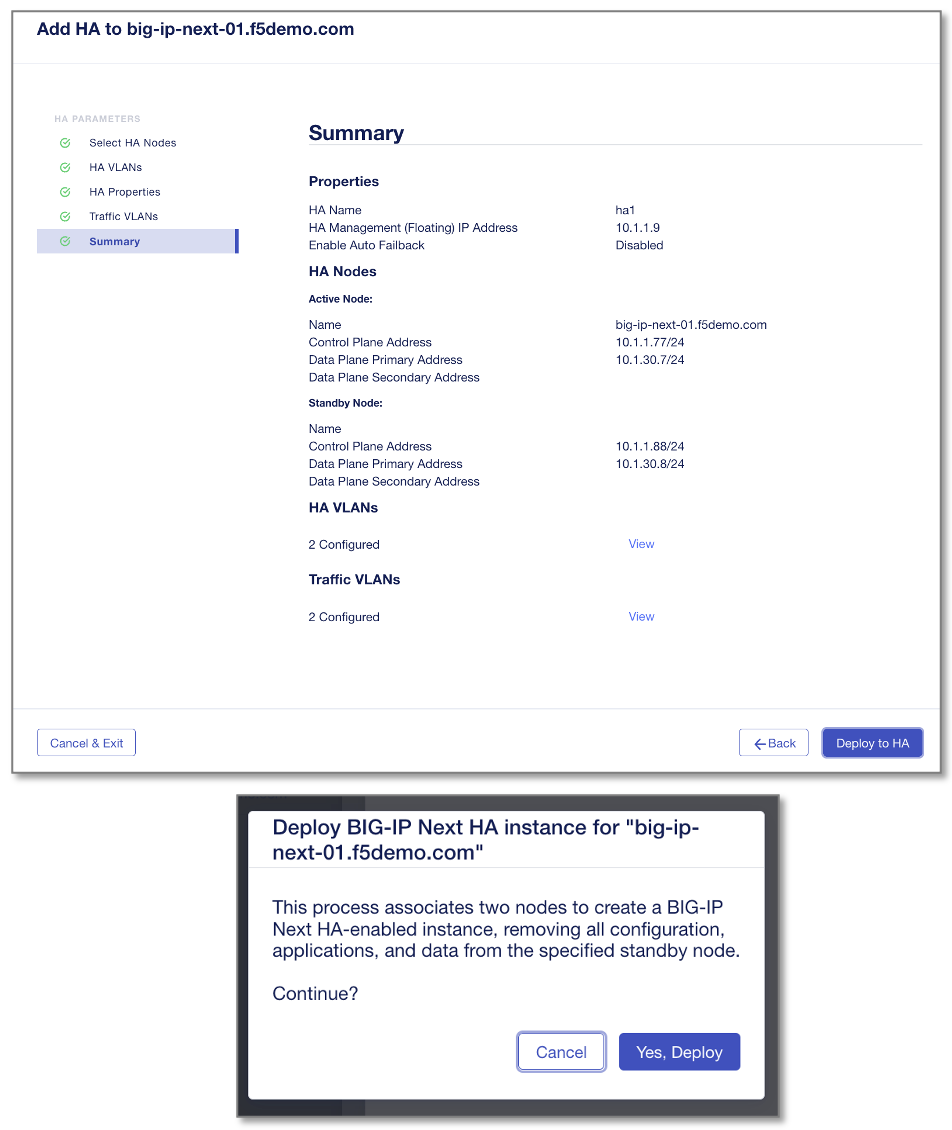 Add HA to big-ip-next-01.f5demo.com
HA PARAMETERS
Select HA Nodes
HA VLANs
HA Properties
Traffic VLANs
Summary
Summary
Properties
HA Name ha1
HA Management (Floating) IP Address 10.1.1.9
Enable Auto Failback Disabled
HA Nodes
Active Node:
Name big-ip-next-01.f5demo.com
Control Plane Address 10.1.1.77/24
Data Plane Primary Address 10.1.30.7/24
Data Plane Secondary Address
Standby Node:
Name
Control Plane Address 10.1.1.88/24
Data Plane Primary Address 10.1.30.8/24
Data Plane Secondary Address
HA VLANs
2 Configured View
Traffic VLANs
2 Configured View
Cancel & Exit Back Deploy to HA
Deploy BIG-IP Next HA instance for "big-ip-
next-01.f5demo.com"
This process associates two nodes to create a BIG-IP
Next HA-enabled instance, removing all configuration,
applications, and data from the specified standby node.
Continue?
Cancel Yes, Deploy